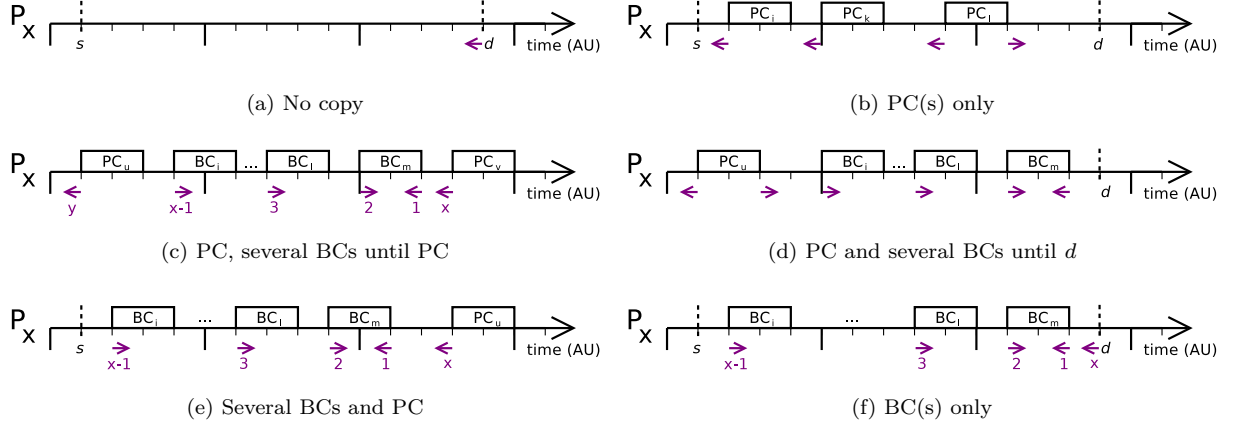 Px s d time (AU)
(a) No copy
Px PCi PCk PCl s d time (AU)
(b) PC(s) only
Px PCu BCi ... BCl BCm PCv time (AU)
y x-1 3 2 1 x
(c) PC, several BCs until PC
Px PCu BCi ... BCl BCm d time (AU)
(d) PC and several BCs until d
Px BCi ... BCl BCm PCu s time (AU)
x-1 3 2 1 x
(e) Several BCs and PC
Px BCi ... BCl BCm s d time (AU)
x-1 3 2 1 x
(f) BC(s) only